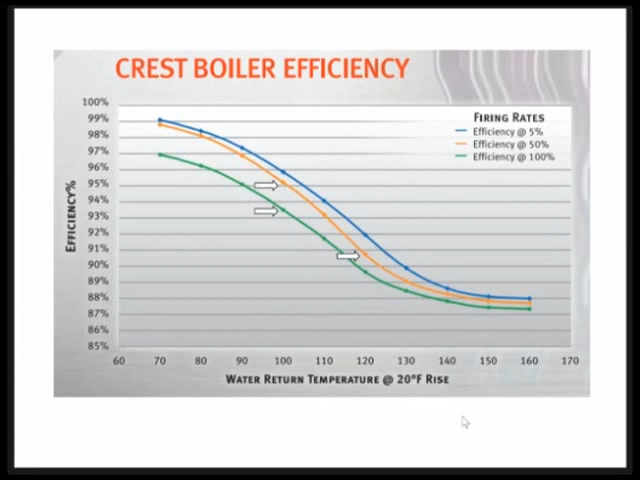 CREST BOILER EFFICIENCY
FIRING RATES
Efficiency @ 5%
Efficiency @ 50%
Efficiency @ 100%
EFFICIENCY%
100%
99%
98%
97%
96%
95%
94%
93%
92%
91%
90%
89%
88%
87%
86%
85%
60 70 80 90 100 110 120 130 140 150 160 170
WATER RETURN TEMPERATURE @ 20°F RISE